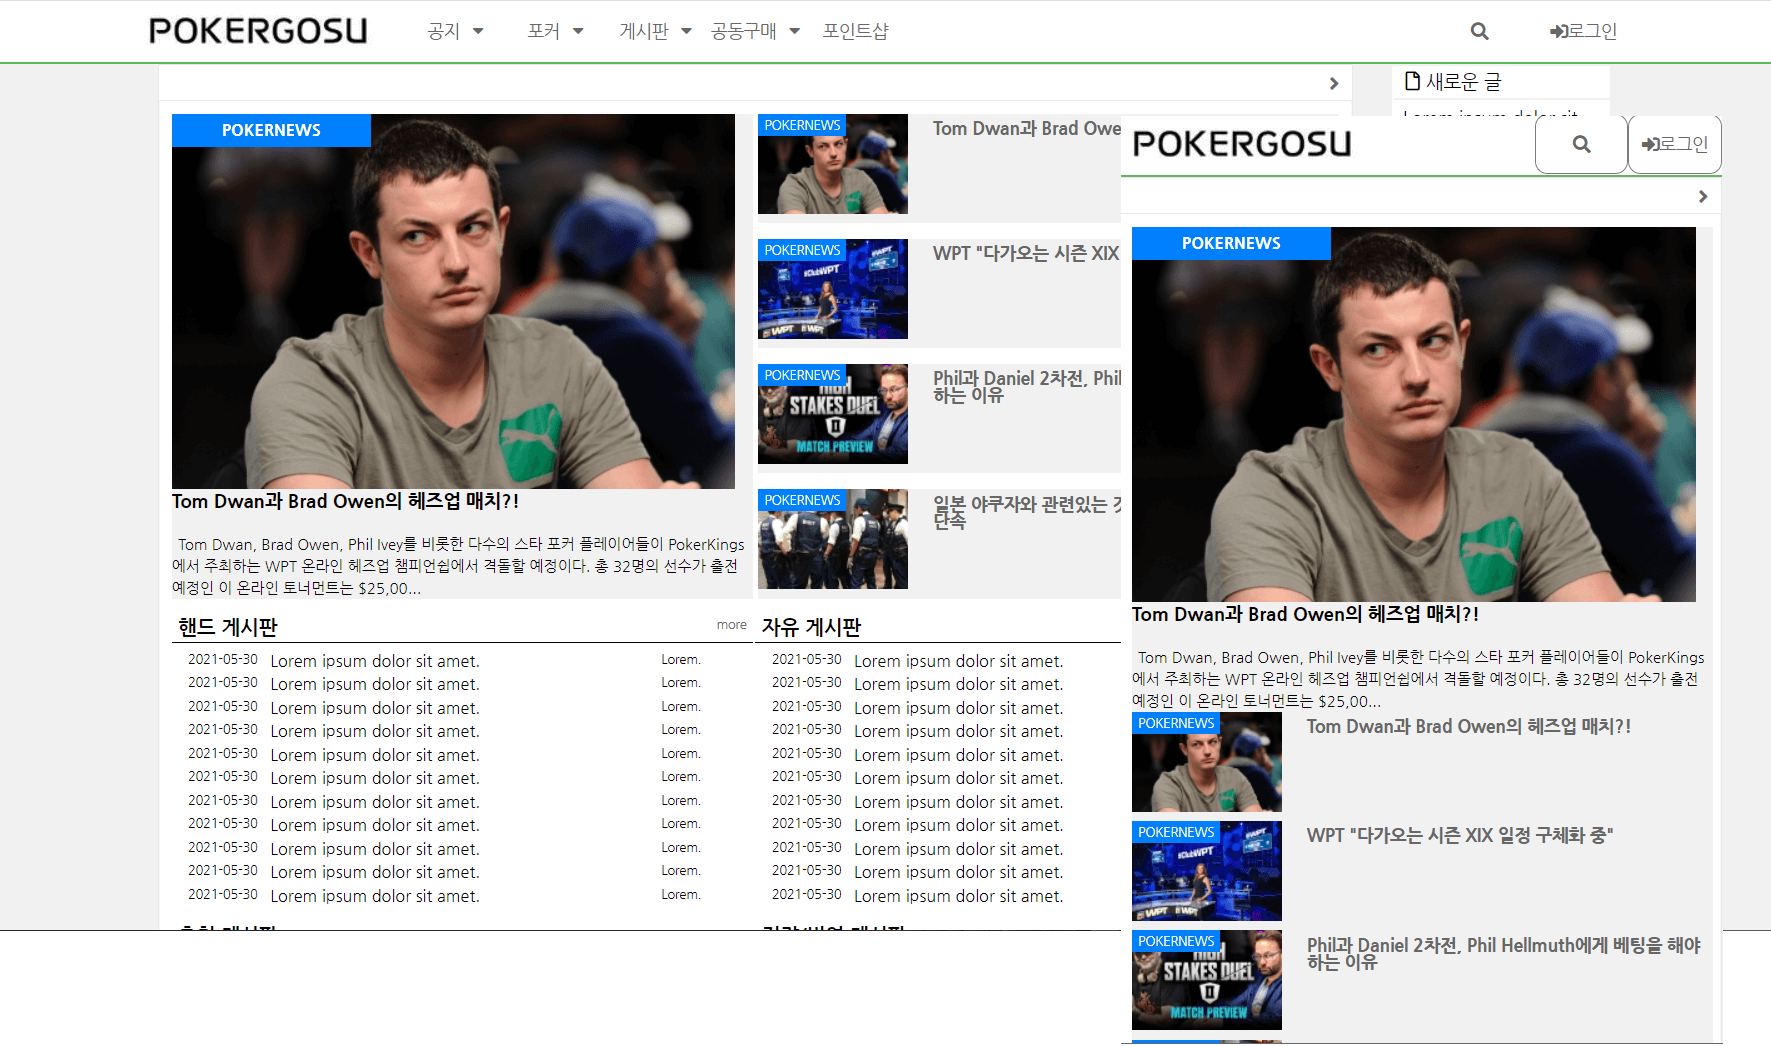 POKERGOSU 공지 포커 게시판 공동구매 포인트샵 로그인
새로운 글
POKERNEWS
Tom Dwan과 Brad Owen의 헤즈업 매치?!
Tom Dwan, Brad Owen, Phil Ivey를 비롯한 다수의 스타 포커 플레이어들이 PokerKings
에서 주최하는 WPT 온라인 헤즈업 챔피언쉽에서 격돌할 예정이다. 총 32명의 선수가 출전
예정인 이 온라인 토너먼트는 $25,00...
POKERNEWS
Tom Dwan과 Brad Owe
POKERNEWS
WPT "다가오는 시즌 XIX
#ClubWPT
WPT WPT
POKERNEWS
Phil과 Daniel 2차전, Phil
하는 이유
HIGH
STAKES DUEL
II
MATCH PREVIEW
POKERNEWS
일본 야쿠자와 관련있는
단속
핸드 게시판 more
2021-05-30 Lorem ipsum dolor sit amet. Lorem.
2021-05-30 Lorem ipsum dolor sit amet. Lorem.
2021-05-30 Lorem ipsum dolor sit amet. Lorem.
2021-05-30 Lorem ipsum dolor sit amet. Lorem.
2021-05-30 Lorem ipsum dolor sit amet. Lorem.
2021-05-30 Lorem ipsum dolor sit amet. Lorem.
2021-05-30 Lorem ipsum dolor sit amet. Lorem.
2021-05-30 Lorem ipsum dolor sit amet. Lorem.
2021-05-30 Lorem ipsum dolor sit amet. Lorem.
2021-05-30 Lorem ipsum dolor sit amet. Lorem.
2021-05-30 Lorem ipsum dolor sit amet. Lorem.
자유 게시판
2021-05-30 Lorem ipsum dolor sit amet.
2021-05-30 Lorem ipsum dolor sit amet.
2021-05-30 Lorem ipsum dolor sit amet.
2021-05-30 Lorem ipsum dolor sit amet.
2021-05-30 Lorem ipsum dolor sit amet.
2021-05-30 Lorem ipsum dolor sit amet.
2021-05-30 Lorem ipsum dolor sit amet.
2021-05-30 Lorem ipsum dolor sit amet.
2021-05-30 Lorem ipsum dolor sit amet.
2021-05-30 Lorem ipsum dolor sit amet.
2021-05-30 Lorem ipsum dolor sit amet.
POKERGOSU 로그인
POKERNEWS
Tom Dwan과 Brad Owen의 헤즈업 매치?!
Tom Dwan, Brad Owen, Phil Ivey를 비롯한 다수의 스타 포커 플레이어들이 PokerKings
에서 주최하는 WPT 온라인 헤즈업 챔피언쉽에서 격돌할 예정이다. 총 32명의 선수가 출전
예정인 이 온라인 토너먼트는 $25,00...
POKERNEWS
Tom Dwan과 Brad Owen의 헤즈업 매치?!
POKERNEWS
WPT "다가오는 시즌 XIX 일정 구체화 중"
#ClubWPT
WPT WPT
POKERNEWS
Phil과 Daniel 2차전, Phil Hellmuth에게 베팅을 해야
하는 이유
HIGH
STAKES DUEL
II
MATCH PREVIEW